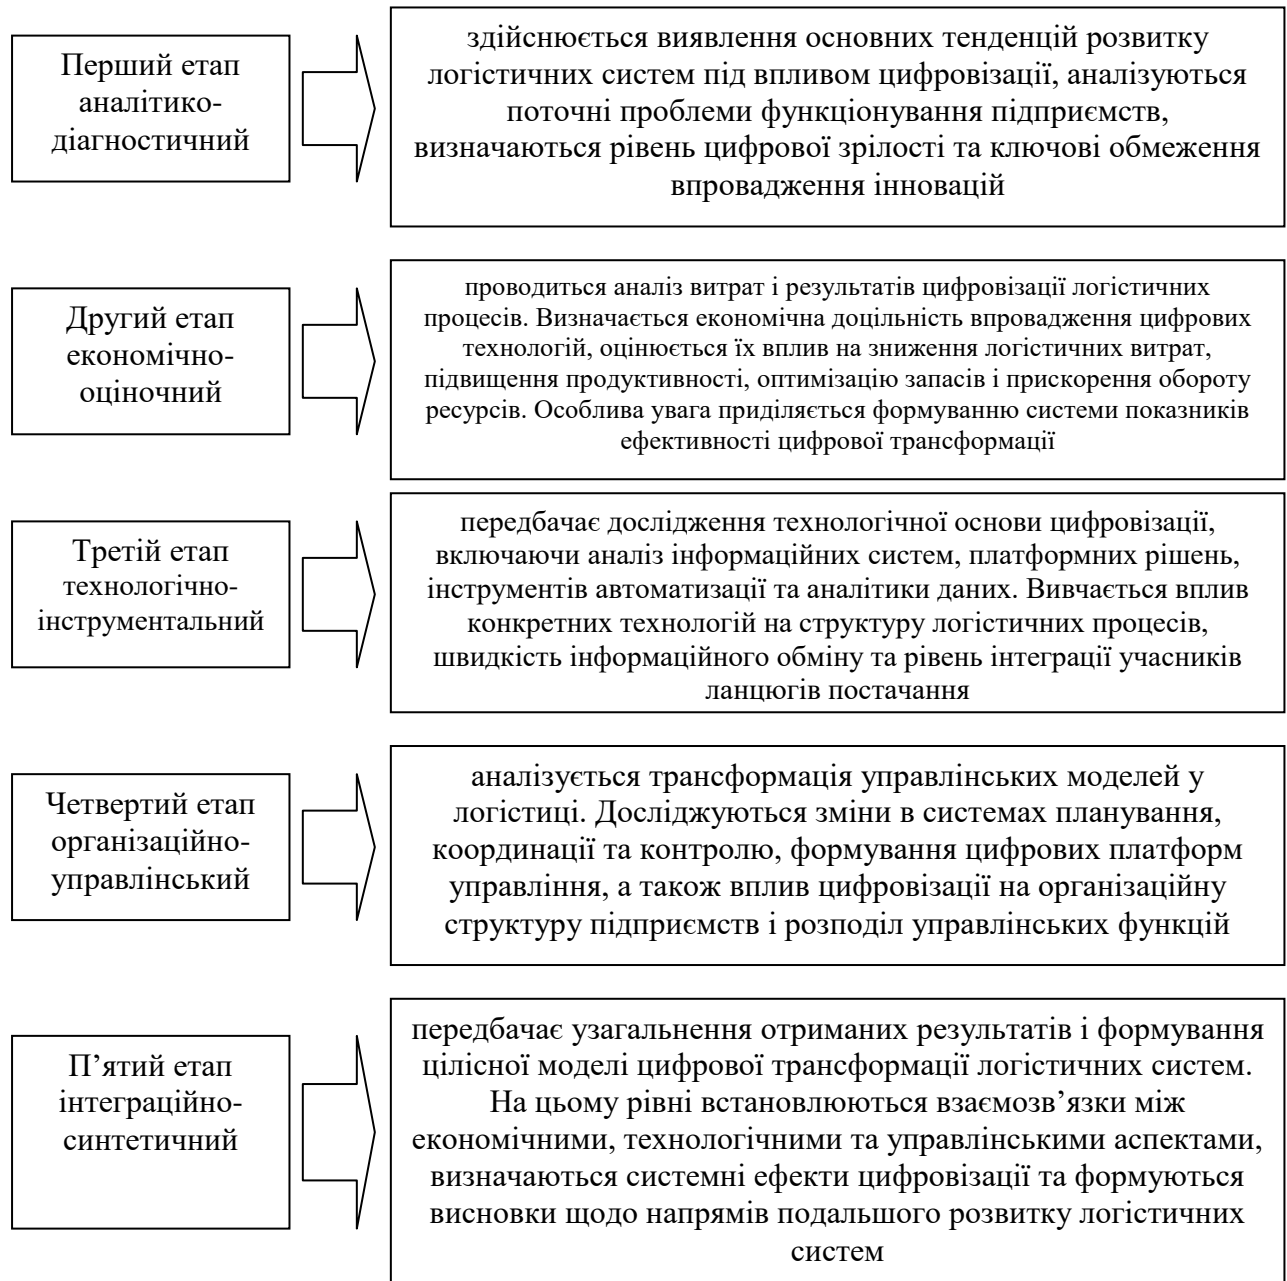 Перший етап
аналітико-
діагностичний
здійснюється виявлення основних тенденцій розвитку
логістичних систем під впливом цифровізації, аналізуються
поточні проблеми функціонування підприємств,
визначаються рівень цифрової зрілості та ключові обмеження
впровадження інновацій
Другий етап
економічно-
оціночний
проводиться аналіз витрат і результатів цифровізації логістичних
процесів. Визначається економічна доцільність впровадження цифрових
технологій, оцінюється їх вплив на зниження логістичних витрат,
підвищення продуктивності, оптимізацію запасів і прискорення обороту
ресурсів. Особлива увага приділяється формуванню системи показників
ефективності цифрової трансформації
Третій етап
технологічно-
інструментальний
передбачає дослідження технологічної основи цифровізації,
включаючи аналіз інформаційних систем, платформних рішень,
інструментів автоматизації та аналітики даних. Вивчається вплив
конкретних технологій на структуру логістичних процесів,
швидкість інформаційного обміну та рівень інтеграції учасників
ланцюгів постачання
Четвертий етап
організаційно-
управлінський
аналізується трансформація управлінських моделей у
логістиці. Досліджуються зміни в системах планування,
координації та контролю, формування цифрових платформ
управління, а також вплив цифровізації на організаційну
структуру підприємств і розподіл управлінських функцій
П’ятий етап
інтеграційно-
синтетичний
передбачає узагальнення отриманих результатів і формування
цілісної моделі цифрової трансформації логістичних систем.
На цьому рівні встановлюються взаємозв’язки між
економічними, технологічними та управлінськими аспектами,
визначаються системні ефекти цифровізації та формуються
висновки щодо напрямів подальшого розвитку логістичних
систем